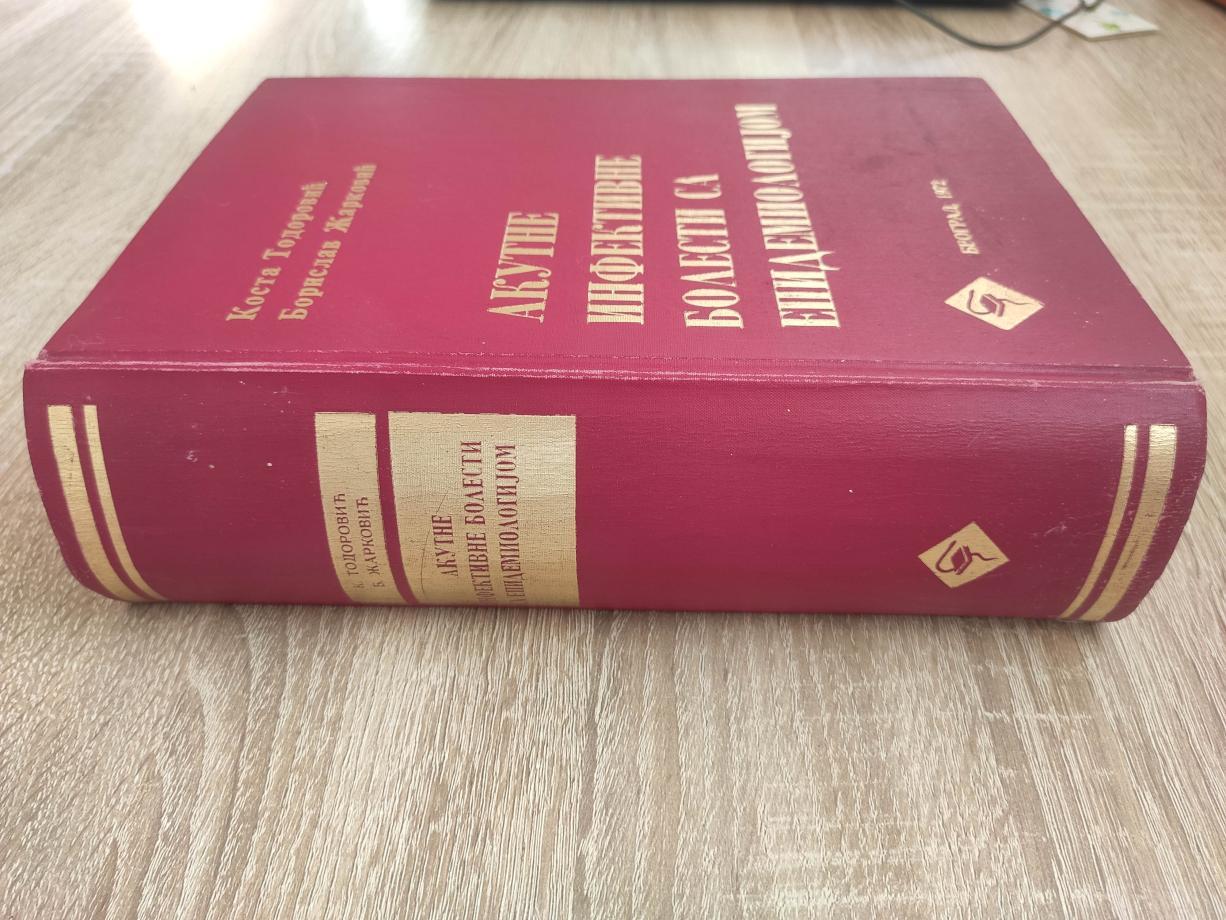 Коста Тодоровић
Борислав Жарковић
АКУТНЕ
ИНФЕКТИВНЕ
БОЛЕСТИ СА
ЕПИДЕМИОЛОГИЈОМ
БЕОГРАД, 1972
К. ТОДОРОВИЋ
Б. ЖАРКОВИЋ
АКУТНЕ
ИНФЕКТИВНЕ БОЛЕСТИ
СА ЕПИДЕМИОЛОГИЈОМ